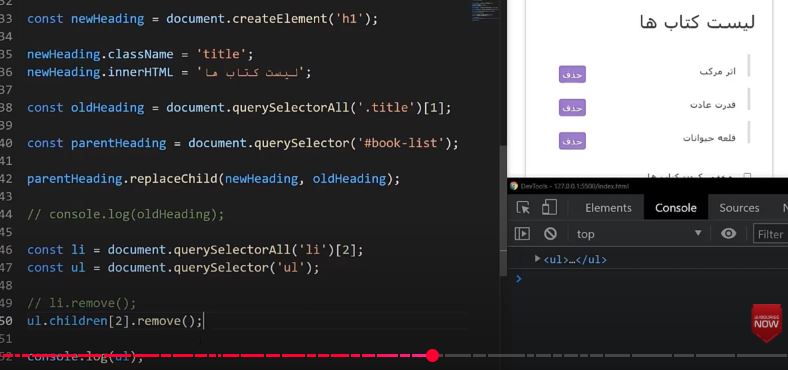 33 const newHeading = document.createElement('h1');
34
35 newHeading.className = 'title';
36 newHeading.innerHTML = 'لیست کتاب ها';
37
38 const oldHeading = document.querySelectorAll('.title')[1];
39
40 const parentHeading = document.querySelector('#book-list');
41
42 parentHeading.replaceChild(newHeading, oldHeading);
43
44 // console.log(oldHeading);
45
46 const li = document.querySelectorAll('li')[2];
47 const ul = document.querySelector('ul');
48
49 // li.remove();
50 ul.children[2].remove();
51
52 console.log(ul);
لیست کتاب ها
اثر مرکب
حذف
قدرت عادت
حذف
قلعه حیوانات
حذف
DevTools - 127.0.0.1:5500/index.html
Elements Console Sources
top Filter
<ul>…</ul>
SUBSCRIBE
NOW